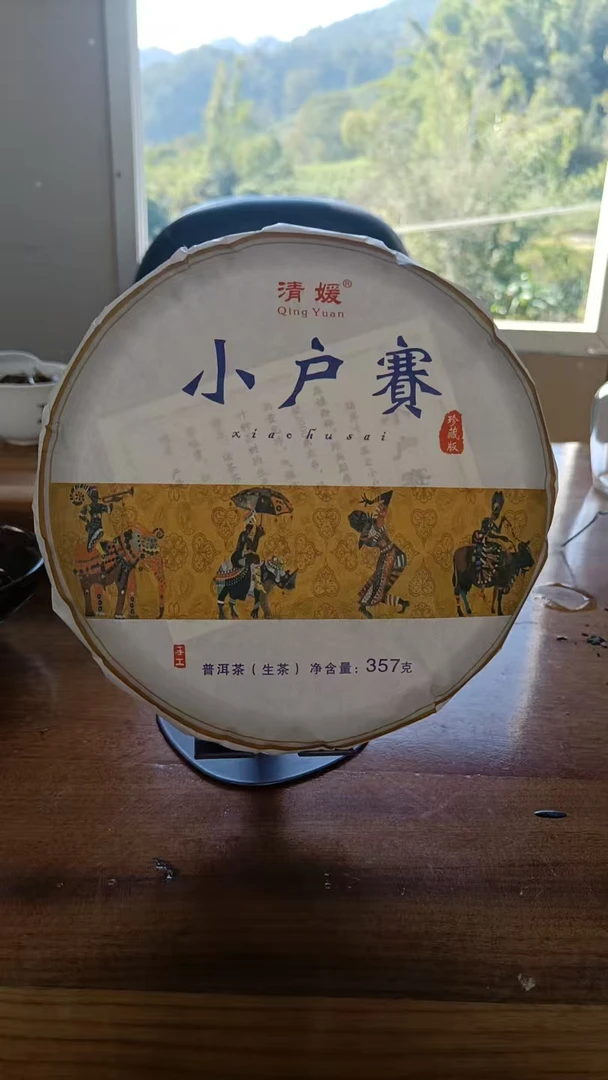 清媛®
Qing Yuan
小户賽
xiaohusai
珍藏版
手工
普洱茶(生茶) 净含量:357克